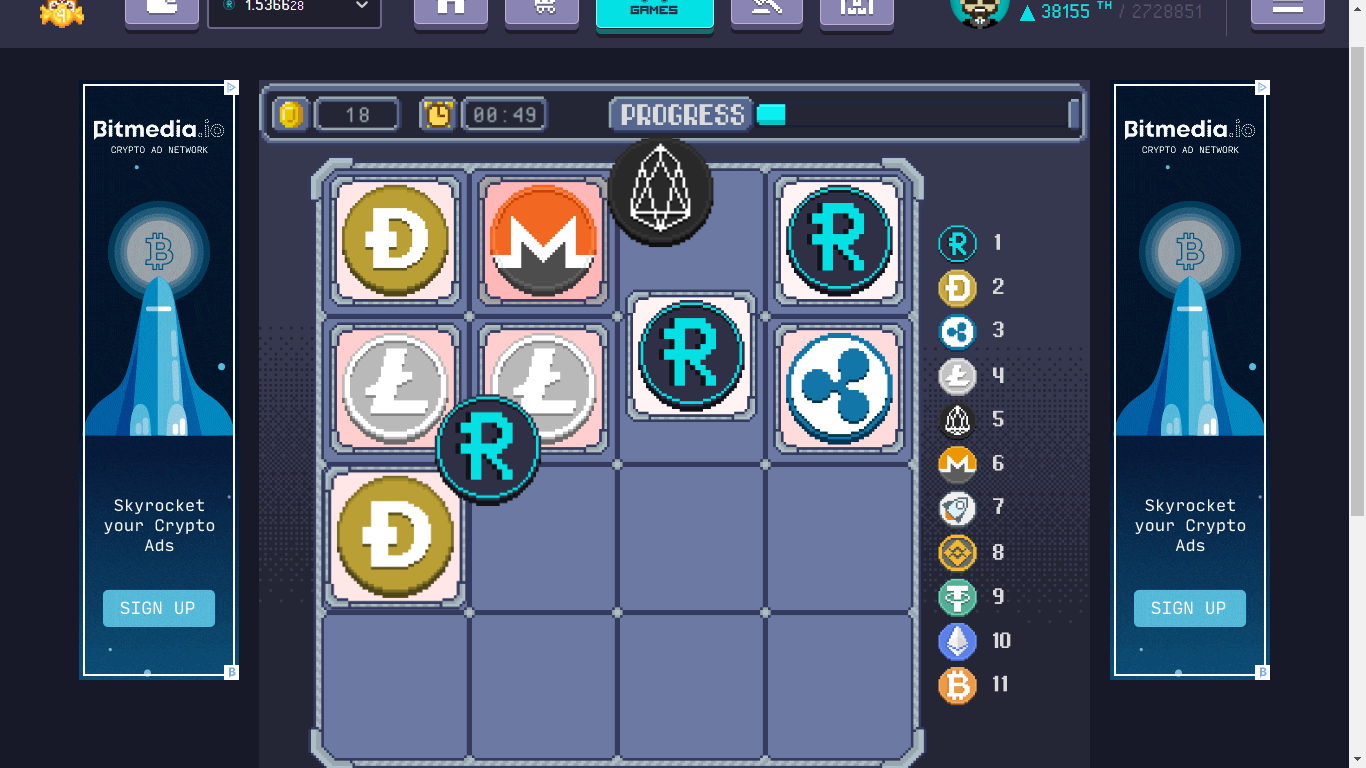 1.536628
GAMES
38155 TH / 2728851
Bitmedia.io
CRYPTO AD NETWORK
Skyrocket
your Crypto
Ads
SIGN UP
18
00:49
PROGRESS
1
2
3
4
5
6
7
8
9
10
11
Bitmedia.io
CRYPTO AD NETWORK
Skyrocket
your Crypto
Ads
SIGN UP